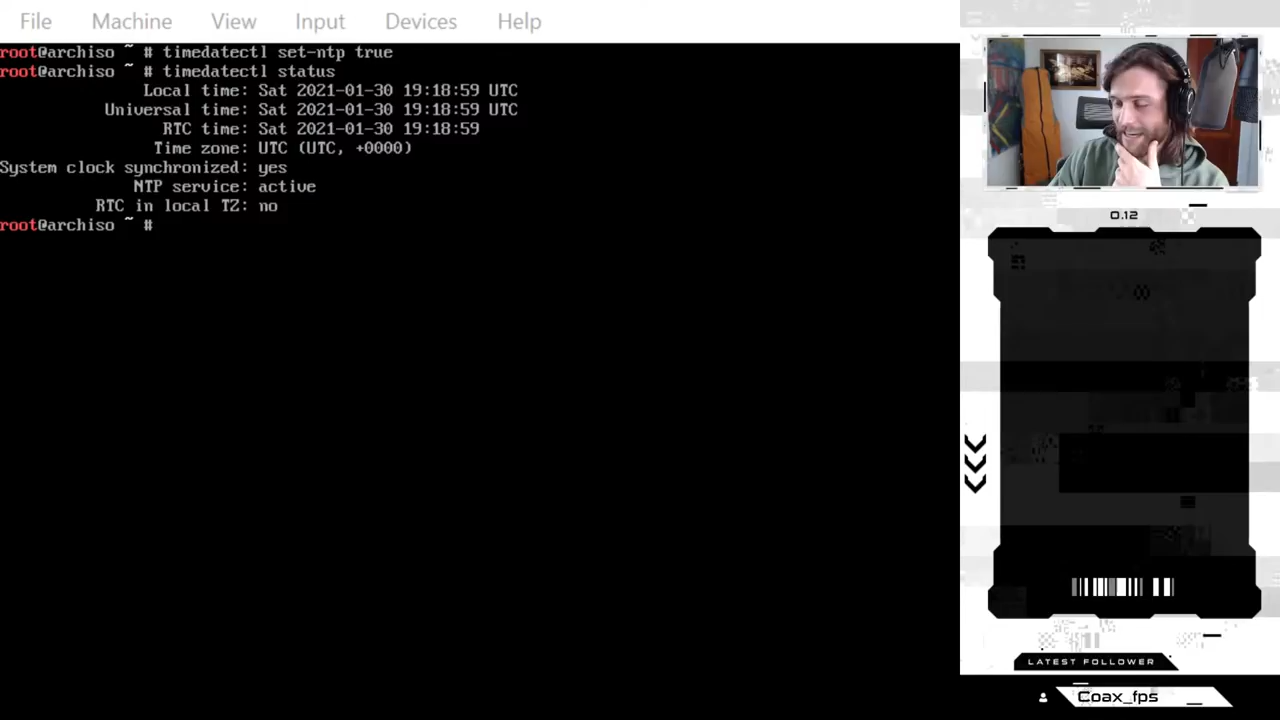 File Machine View Input Devices Help
root@archiso ~ # timedatectl set-ntp true
root@archiso ~ # timedatectl status
Local time: Sat 2021-01-30 19:18:59 UTC
Universal time: Sat 2021-01-30 19:18:59 UTC
RTC time: Sat 2021-01-30 19:18:59
Time zone: UTC (UTC, +0000)
System clock synchronized: yes
NTP service: active
RTC in local TZ: no
root@archiso ~ #
0.12
LATEST FOLLOWER
Coax_fps